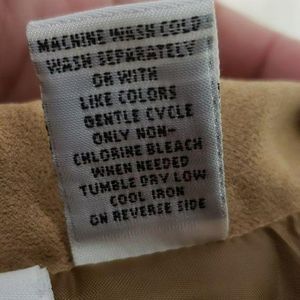 MACHINE WASH COLD
WASH SEPARATELY
OR WITH
LIKE COLORS
GENTLE CYCLE
ONLY NON-
CHLORINE BLEACH
WHEN NEEDED
TUMBLE DRY LOW
COOL IRON
ON REVERSE SIDE